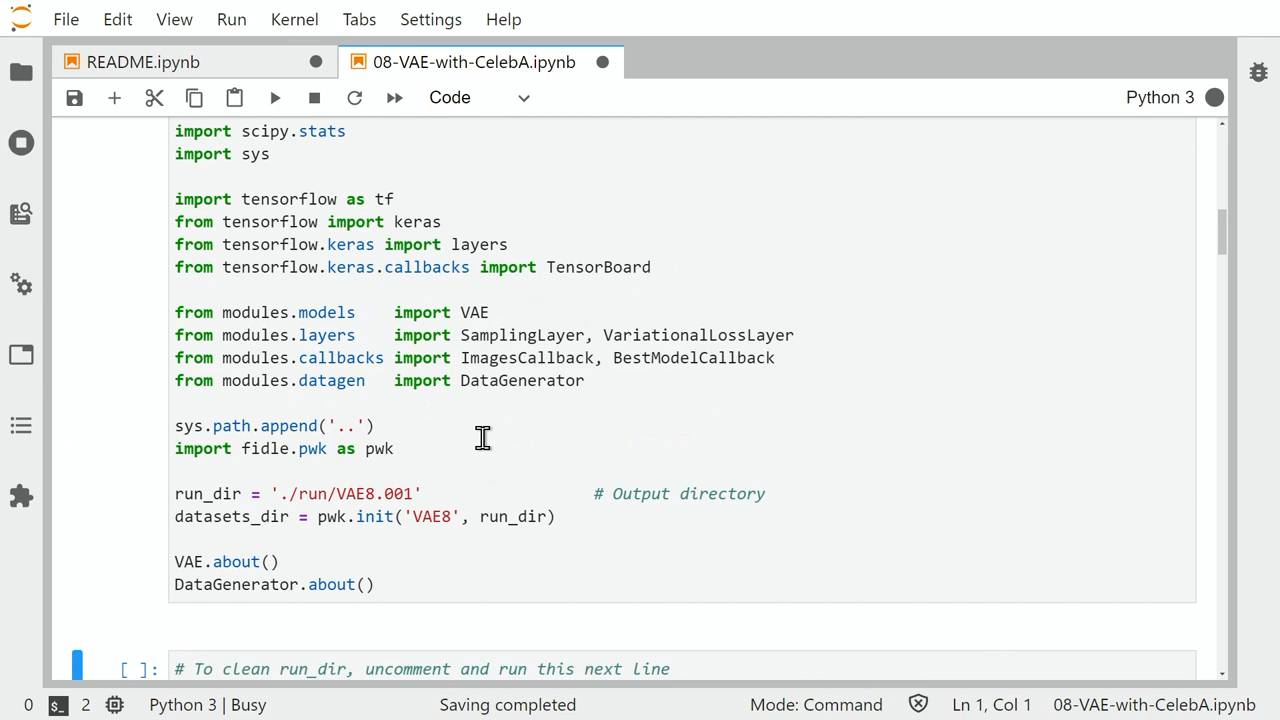 File Edit View Run Kernel Tabs Settings Help
README.ipynb 08-VAE-with-CelebA.ipynb
Code Python 3
import scipy.stats
import sys
import tensorflow as tf
from tensorflow import keras
from tensorflow.keras import layers
from tensorflow.keras.callbacks import TensorBoard
from modules.models    import VAE
from modules.layers    import SamplingLayer, VariationalLossLayer
from modules.callbacks import ImagesCallback, BestModelCallback
from modules.datagen   import DataGenerator
sys.path.append('..')
import fidle.pwk as pwk
run_dir = './run/VAE8.001'                  # Output directory
datasets_dir = pwk.init('VAE8', run_dir)
VAE.about()
DataGenerator.about()
[ ]: # To clean run_dir, uncomment and run this next line
0 $_ 2 Python 3 | Busy Saving completed Mode: Command Ln 1, Col 1 08-VAE-with-CelebA.ipynb